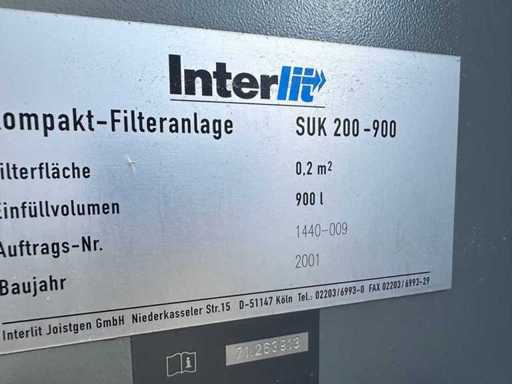 Interlit
ompakt-Filteranlage SUK 200-900
ilterfläche 0,2 m²
Einfüllvolumen 900 l
Auftrags-Nr. 1440-009
Baujahr 2001
Interlit Joistgen GmbH Niederkasseler Str.15 D-51147 Köln Tel.: 02203/6993-0 FAX 02203/6993-29